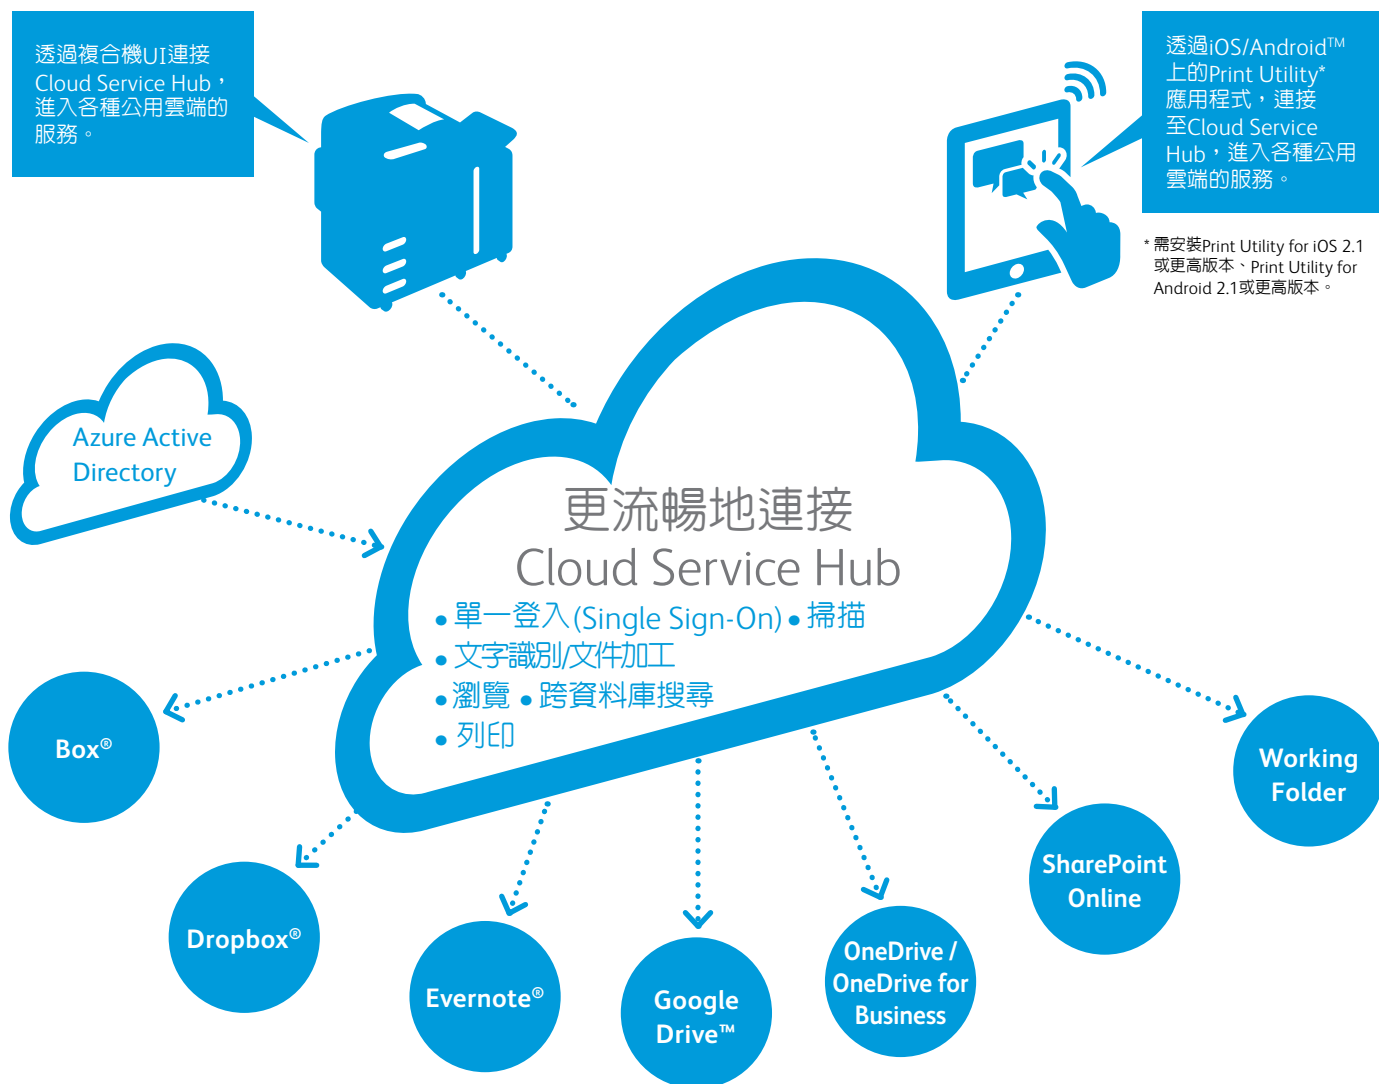 透過複合機UI連接
Cloud Service Hub，
進入各種公用雲端的
服務。
透過iOS/Android™
上的Print Utility*
應用程式，連接
至Cloud Service
Hub，進入各種公用
雲端的服務。
* 需安裝Print Utility for iOS 2.1
或更高版本、Print Utility for
Android 2.1或更高版本。
Azure Active
Directory
更流暢地連接
Cloud Service Hub
• 單一登入(Single Sign-On) • 掃描
• 文字識別/文件加工
• 瀏覽 • 跨資料庫搜尋
• 列印
Box®
Dropbox®
Evernote®
Google
Drive™
OneDrive /
OneDrive for
Business
SharePoint
Online
Working
Folder